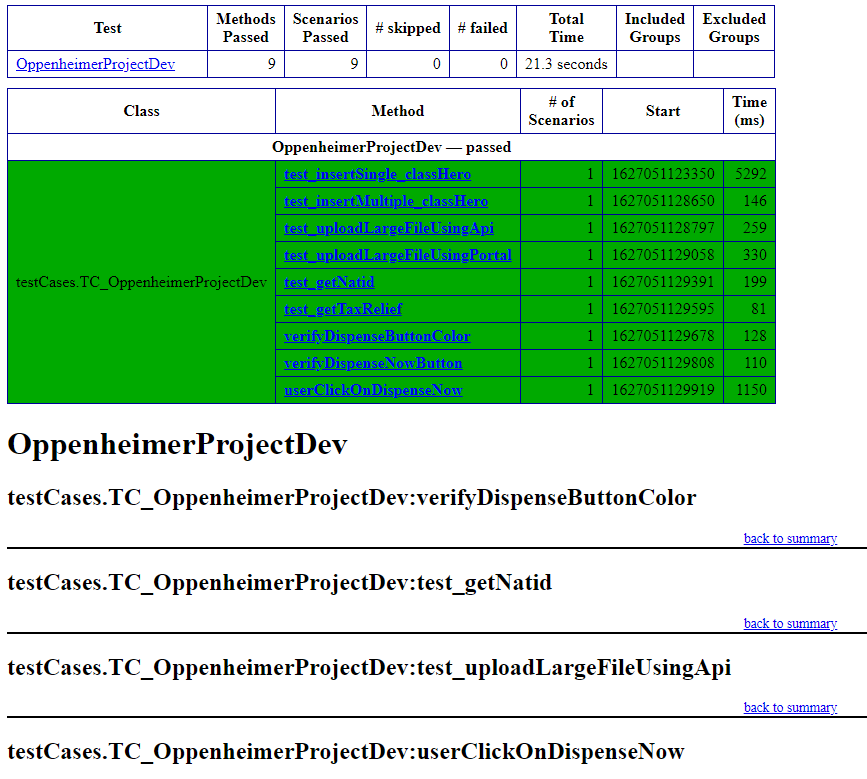 Test Methods Passed Scenarios Passed # skipped # failed Total Time Included Groups Excluded Groups
OppenheimerProjectDev 9 9 0 0 21.3 seconds
Class Method # of Scenarios Start Time (ms)
OppenheimerProjectDev — passed
testCases.TC_OppenheimerProjectDev
test_insertSingle_classHero 1 1627051123350 5292
test_insertMultiple_classHero 1 1627051128650 146
test_uploadLargeFileUsingApi 1 1627051128797 259
test_uploadLargeFileUsingPortal 1 1627051129058 330
test_getNatid 1 1627051129391 199
test_getTaxRelief 1 1627051129595 81
verifyDispenseButtonColor 1 1627051129678 128
verifyDispenseNowButton 1 1627051129808 110
userClickOnDispenseNow 1 1627051129919 1150
OppenheimerProjectDev
testCases.TC_OppenheimerProjectDev:verifyDispenseButtonColor
back to summary
testCases.TC_OppenheimerProjectDev:test_getNatid
back to summary
testCases.TC_OppenheimerProjectDev:test_uploadLargeFileUsingApi
back to summary
testCases.TC_OppenheimerProjectDev:userClickOnDispenseNow